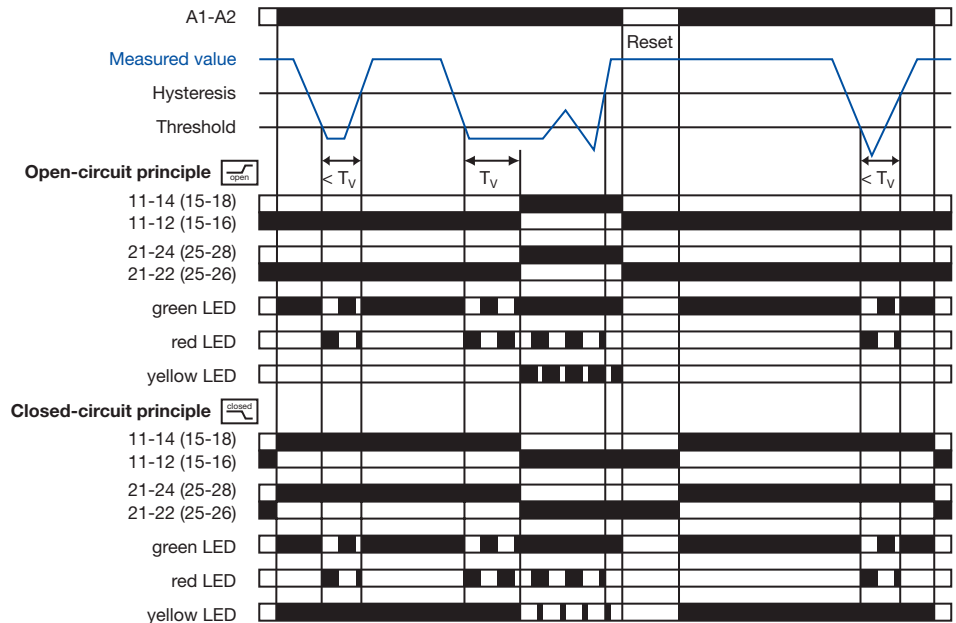 A1-A2
Reset
Measured value
Hysteresis
Threshold
Open-circuit principle open
< TV TV < TV
11-14 (15-18)
11-12 (15-16)
21-24 (25-28)
21-22 (25-26)
green LED
red LED
yellow LED
Closed-circuit principle closed
11-14 (15-18)
11-12 (15-16)
21-24 (25-28)
21-22 (25-26)
green LED
red LED
yellow LED